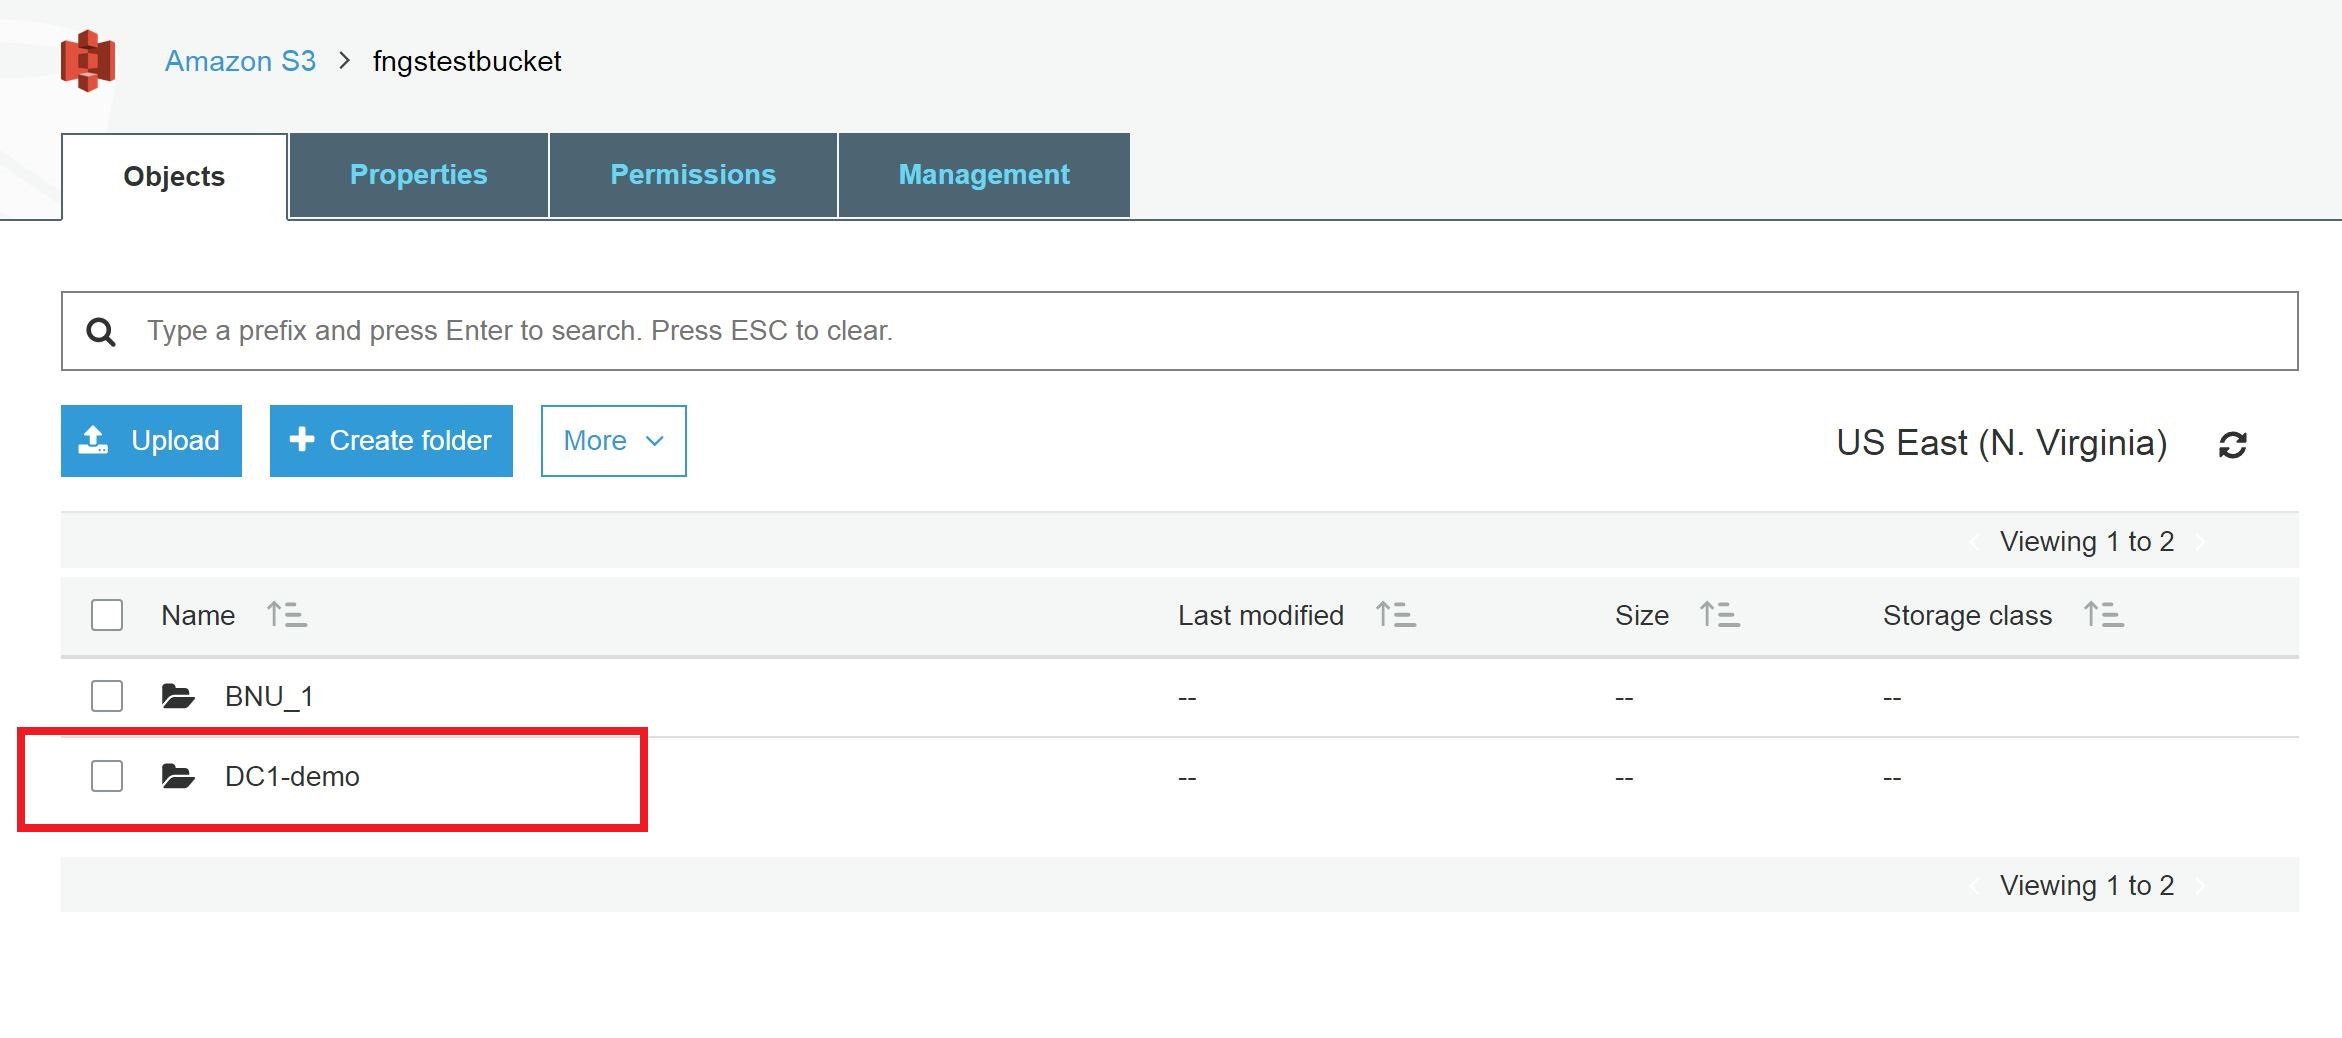 Amazon S3 > fngstestbucket
Objects Properties Permissions Management
Type a prefix and press Enter to search. Press ESC to clear.
Upload Create folder More US East (N. Virginia)
Viewing 1 to 2
Name Last modified Size Storage class
BNU_1 -- -- --
DC1-demo -- -- --
Viewing 1 to 2